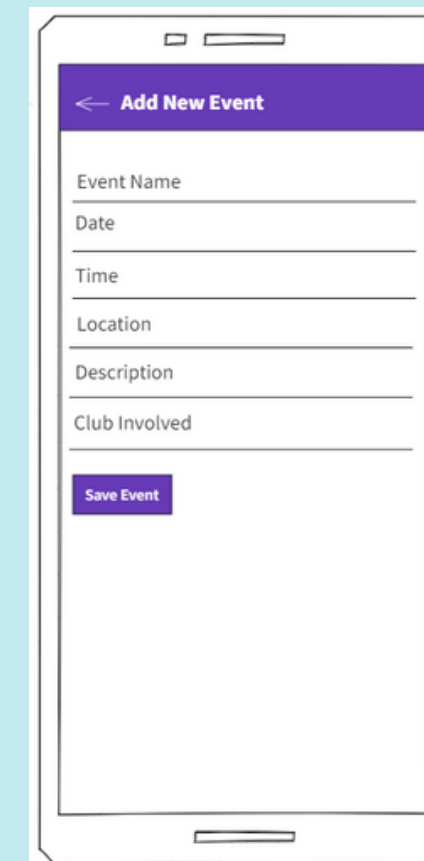 Add New Event
Event Name
Date
Time
Location
Description
Club Involved
Save Event